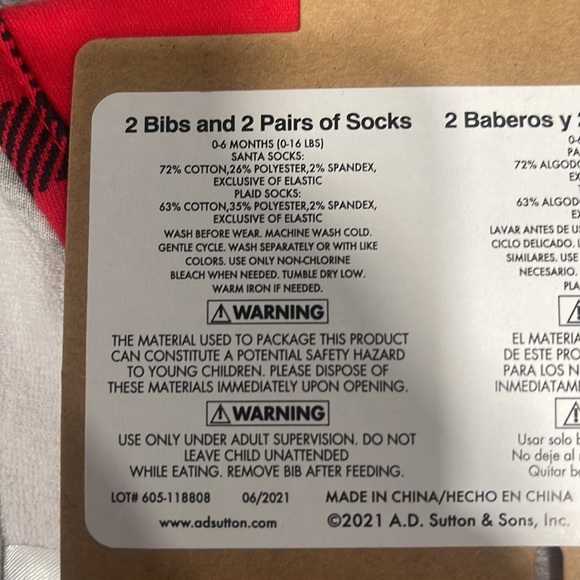 2 Bibs and 2 Pairs of Socks
0-6 MONTHS (0-16 LBS)
SANTA SOCKS:
72% COTTON,26% POLYESTER,2% SPANDEX,
EXCLUSIVE OF ELASTIC
PLAID SOCKS:
63% COTTON,35% POLYESTER,2% SPANDEX,
EXCLUSIVE OF ELASTIC
WASH BEFORE WEAR. MACHINE WASH COLD.
GENTLE CYCLE. WASH SEPARATELY OR WITH LIKE
COLORS. USE ONLY NON-CHLORINE
BLEACH WHEN NEEDED. TUMBLE DRY LOW.
WARM IRON IF NEEDED.
⚠ WARNING
THE MATERIAL USED TO PACKAGE THIS PRODUCT
CAN CONSTITUTE A POTENTIAL SAFETY HAZARD
TO YOUNG CHILDREN. PLEASE DISPOSE OF
THESE MATERIALS IMMEDIATELY UPON OPENING.
⚠ WARNING
USE ONLY UNDER ADULT SUPERVISION. DO NOT
LEAVE CHILD UNATTENDED
WHILE EATING. REMOVE BIB AFTER FEEDING.
LOT# 605-118808 06/2021 MADE IN CHINA/HECHO EN CHINA
www.adsutton.com ©2021 A.D. Sutton & Sons, Inc.
2 Baberos y
72% ALGOD
63% ALGOD
LAVAR ANTES DE U
CICLO DELICADO.
SIMILARES. USE
NECESARIO.
PLA
EL MATERIA
DE ESTE PRO
PARA LOS N
INMEDIATAM
Usar solo
No deje al
Quitar